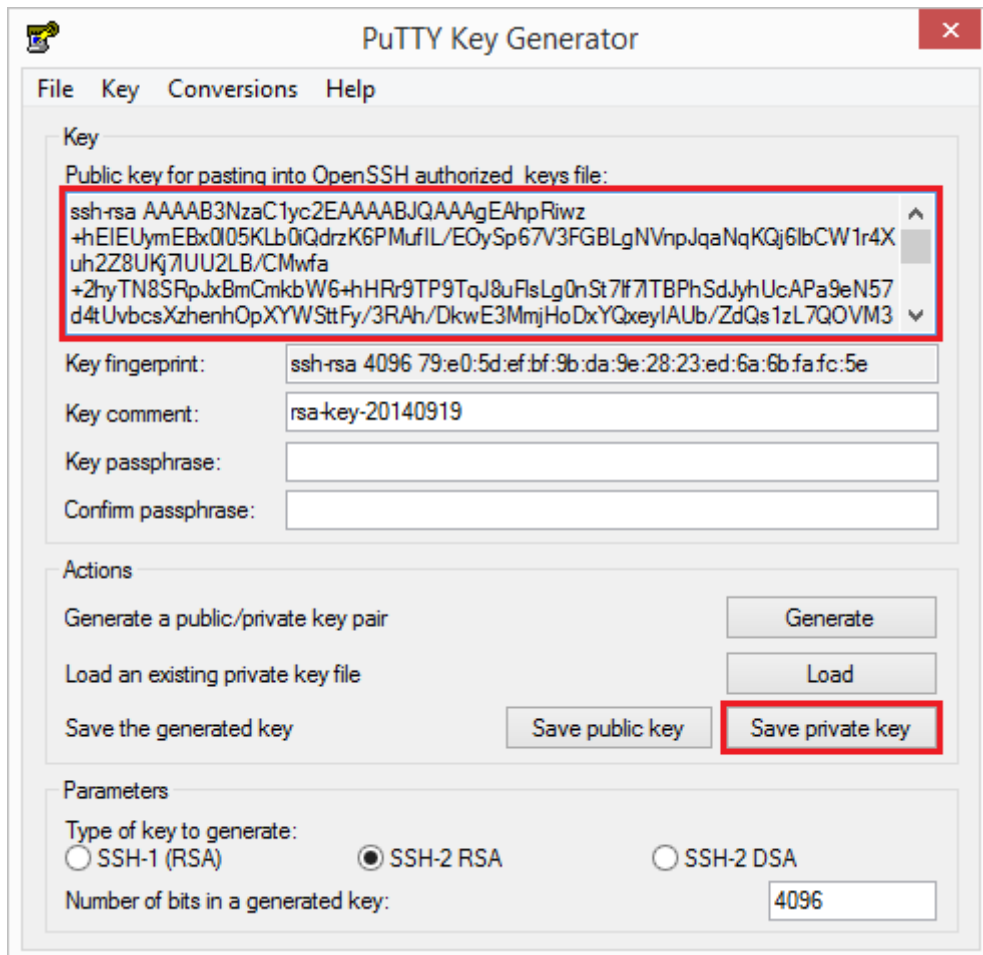 PuTTY Key Generator
File Key Conversions Help
Key
Public key for pasting into OpenSSH authorized_keys file:
ssh-rsa AAAAB3NzaC1yc2EAAAABJQAAAgEAhpRiwz
+hEIEUymEBx0I05KLb0iQdrzK6PMufIL/EOySp67V3FGBLgNVnpJqaNqKQj6IbCW1r4X
uh2Z8UKj7IUU2LB/CMwfa
+2hyTN8SRpJxBmCmkbW6+hHRr9TP9TqJ8uFlsLg0nSt7If7ITBPhSdJyhUcAPa9eN57
d4tUvbcsXzhenhOpXYWSttFy/3RAh/DkwE3MmjHoDxYQxeyIAUb/ZdQs1zL7QOVM3
Key fingerprint: ssh-rsa 4096 79:e0:5d:ef:bf:9b:da:9e:28:23:ed:6a:6b:fa:fc:5e
Key comment: rsa-key-20140919
Key passphrase:
Confirm passphrase:
Actions
Generate a public/private key pair Generate
Load an existing private key file Load
Save the generated key Save public key Save private key
Parameters
Type of key to generate:
SSH-1 (RSA) SSH-2 RSA SSH-2 DSA
Number of bits in a generated key: 4096